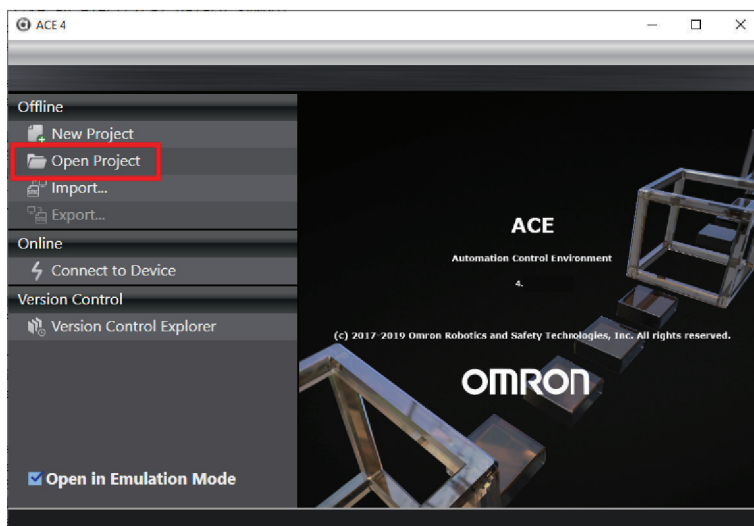 ACE 4
Offline
New Project
Open Project
Import...
Export...
Online
Connect to Device
Version Control
Version Control Explorer
Open in Emulation Mode
ACE
Automation Control Environment
4.
(c) 2017-2019 Omron Robotics and Safety Technologies, Inc. All rights reserved.
OMRON